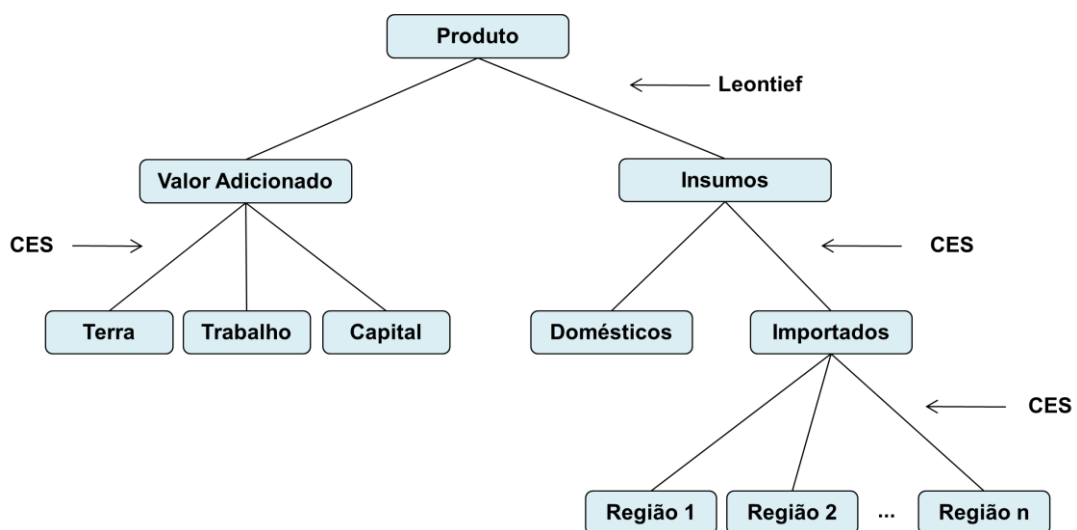 Produto
Leontief
Valor Adicionado
Insumos
CES
CES
Terra
Trabalho
Capital
Domésticos
Importados
CES
Região 1
Região 2
...
Região n